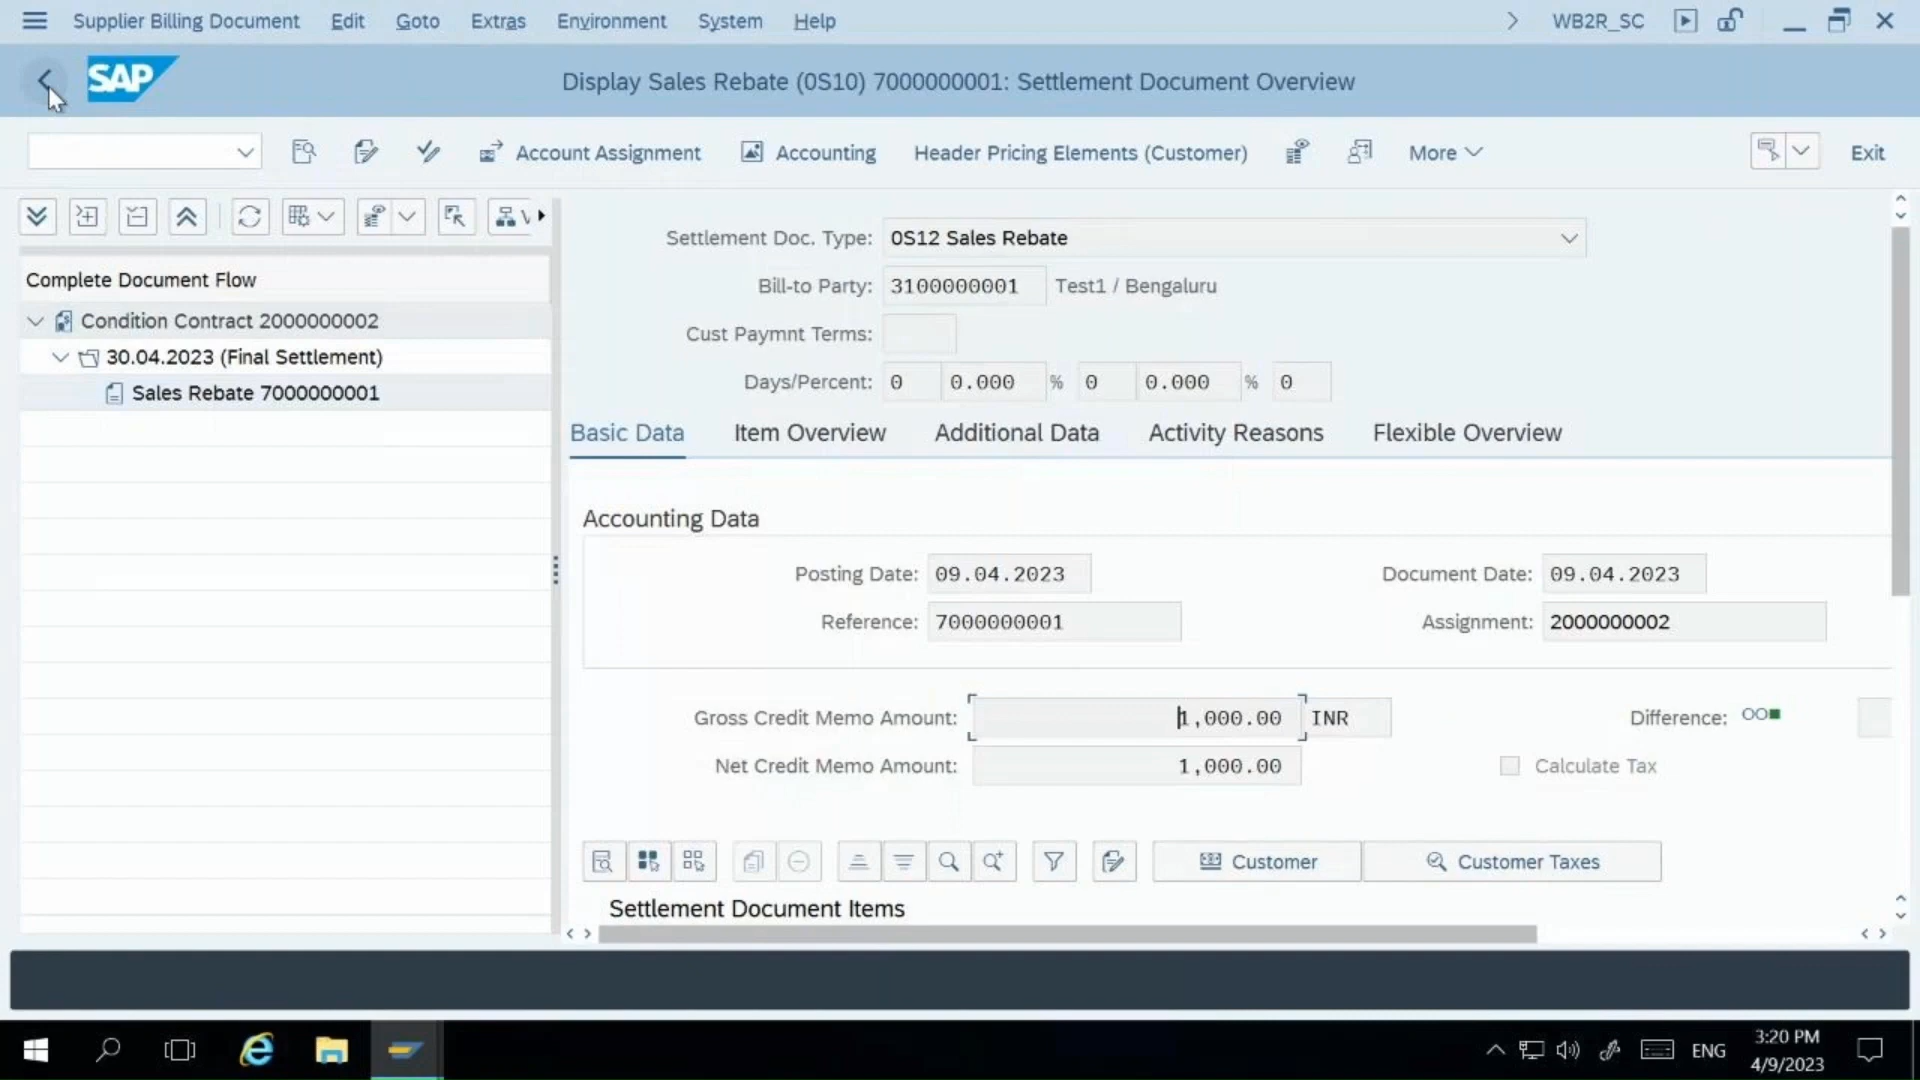 Supplier Billing Document Edit Goto Extras Environment System Help WB2R_SC
SAP Display Sales Rebate (0S10) 7000000001: Settlement Document Overview
Account Assignment Accounting Header Pricing Elements (Customer) More Exit
Settlement Doc. Type: 0S12 Sales Rebate
Complete Document Flow
Bill-to Party: 3100000001 Test1 / Bengaluru
Condition Contract 2000000002
Cust Paymnt Terms:
30.04.2023 (Final Settlement)
Days/Percent: 0 0.000 % 0 0.000 % 0
Sales Rebate 7000000001
Basic Data Item Overview Additional Data Activity Reasons Flexible Overview
Accounting Data
Posting Date: 09.04.2023 Document Date: 09.04.2023
Reference: 7000000001 Assignment: 2000000002
Gross Credit Memo Amount: 1,000.00 INR Difference:
Net Credit Memo Amount: 1,000.00 Calculate Tax
Customer Customer Taxes
Settlement Document Items
ENG 3:20 PM
4/9/2023